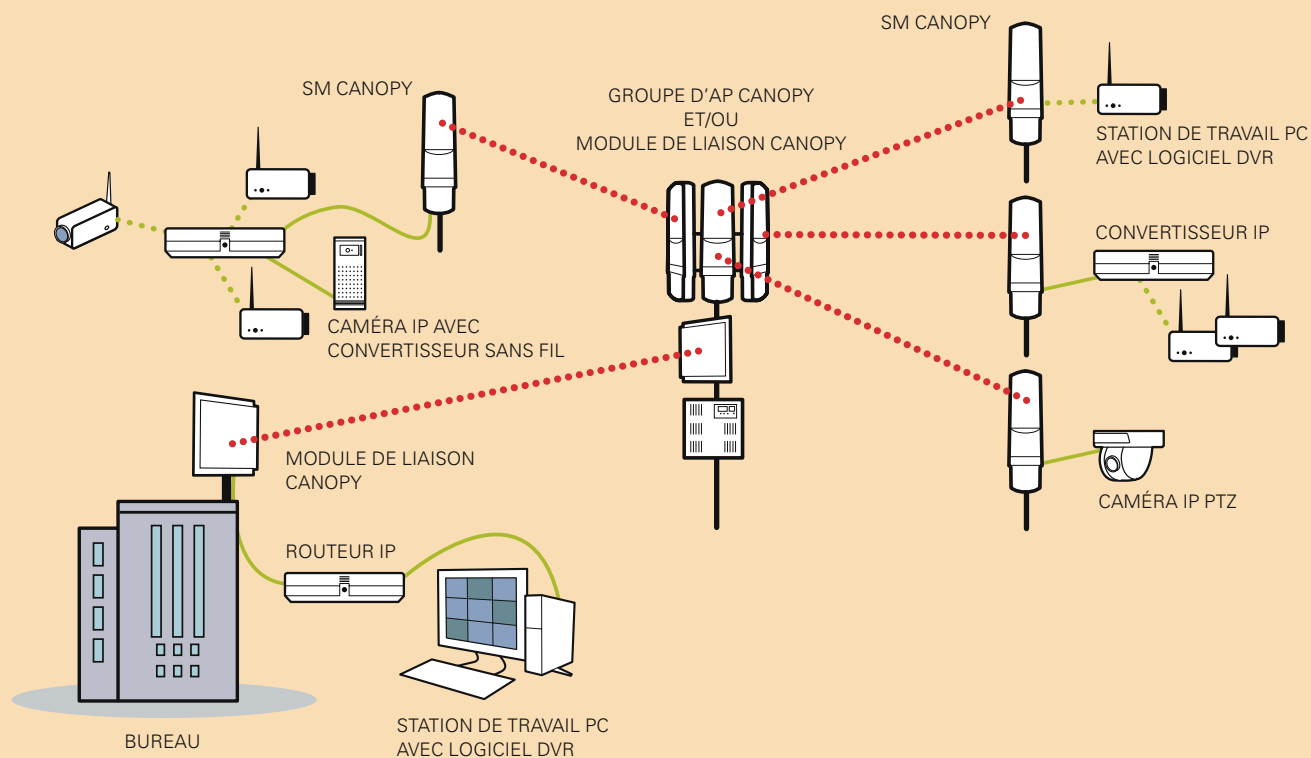 SM CANOPY
SM CANOPY
GROUPE D'AP CANOPY
ET/OU
MODULE DE LIAISON CANOPY
STATION DE TRAVAIL PC
AVEC LOGICIEL DVR
CONVERTISSEUR IP
CAMÉRA IP AVEC
CONVERTISSEUR SANS FIL
MODULE DE LIAISON
CANOPY
CAMÉRA IP PTZ
ROUTEUR IP
STATION DE TRAVAIL PC
AVEC LOGICIEL DVR
BUREAU